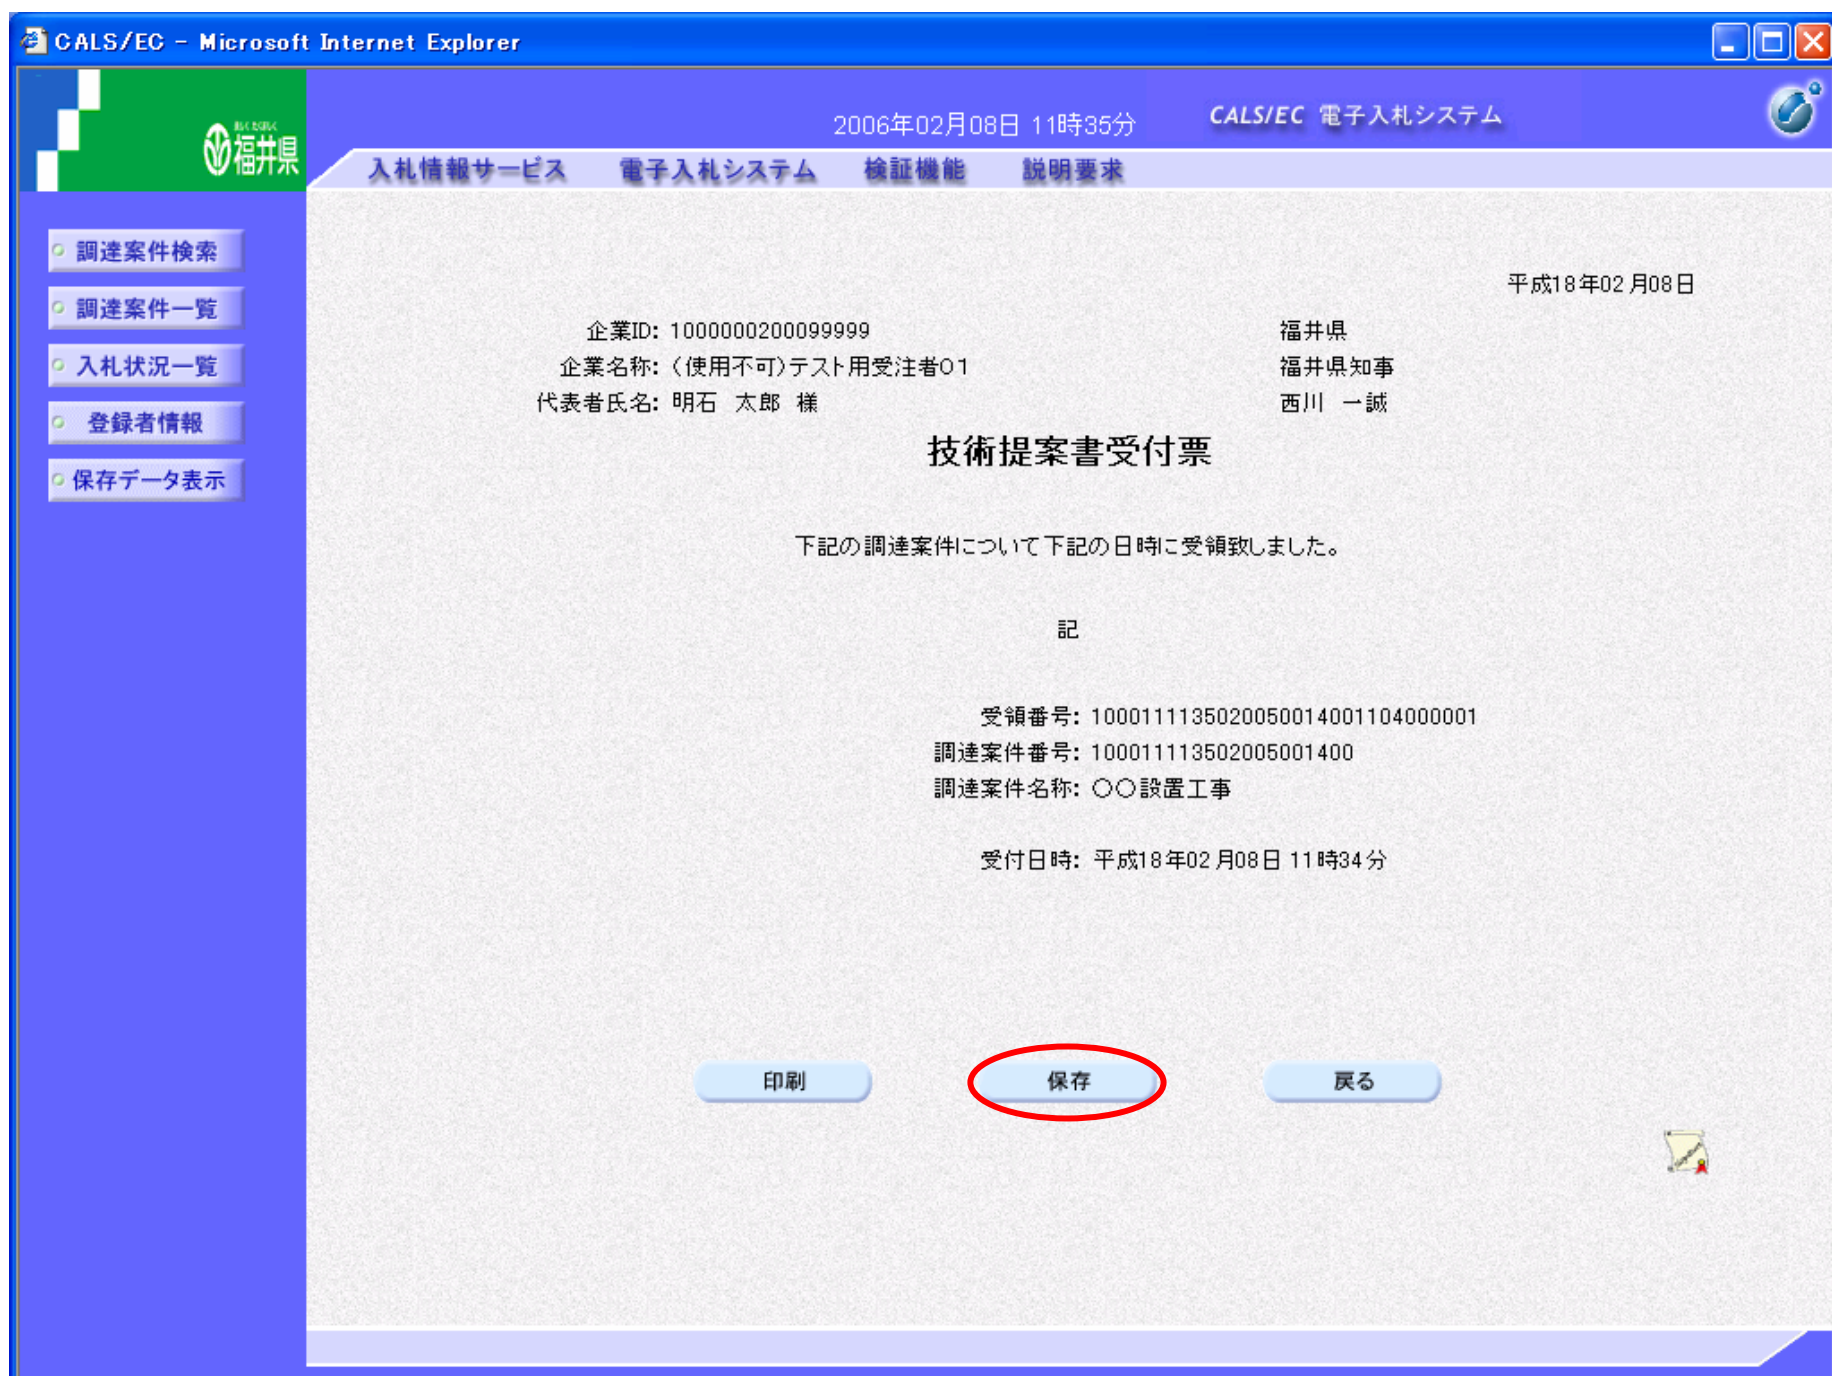 CALS/EC - Microsoft Internet Explorer
福井県
2006年02月08日 11時35分
CALS/EC 電子入札システム
入札情報サービス 電子入札システム 検証機能 説明要求
調達案件検索
調達案件一覧
入札状況一覧
登録者情報
保存データ表示
平成18年02月08日
企業ID: 1000000200099999
福井県
企業名称: (使用不可)テスト用受注者01
福井県知事
代表者氏名: 明石 太郎 様
西川 一誠
技術提案書受付票
下記の調達案件について下記の日時に受領致しました。
記
受領番号: 1000111135020050014001104000001
調達案件番号: 100011113502005001400
調達案件名称: 〇〇設置工事
受付日時: 平成18年02月08日 11時34分
印刷
保存
戻る